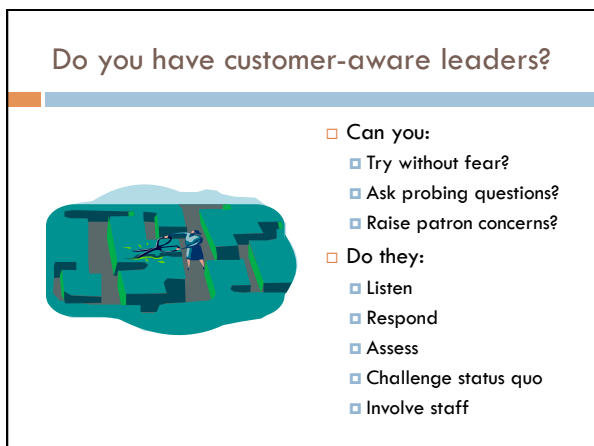 Do you have customer-aware leaders?
Can you:
Try without fear?
Ask probing questions?
Raise patron concerns?
Do they:
Listen
Respond
Assess
Challenge status quo
Involve staff